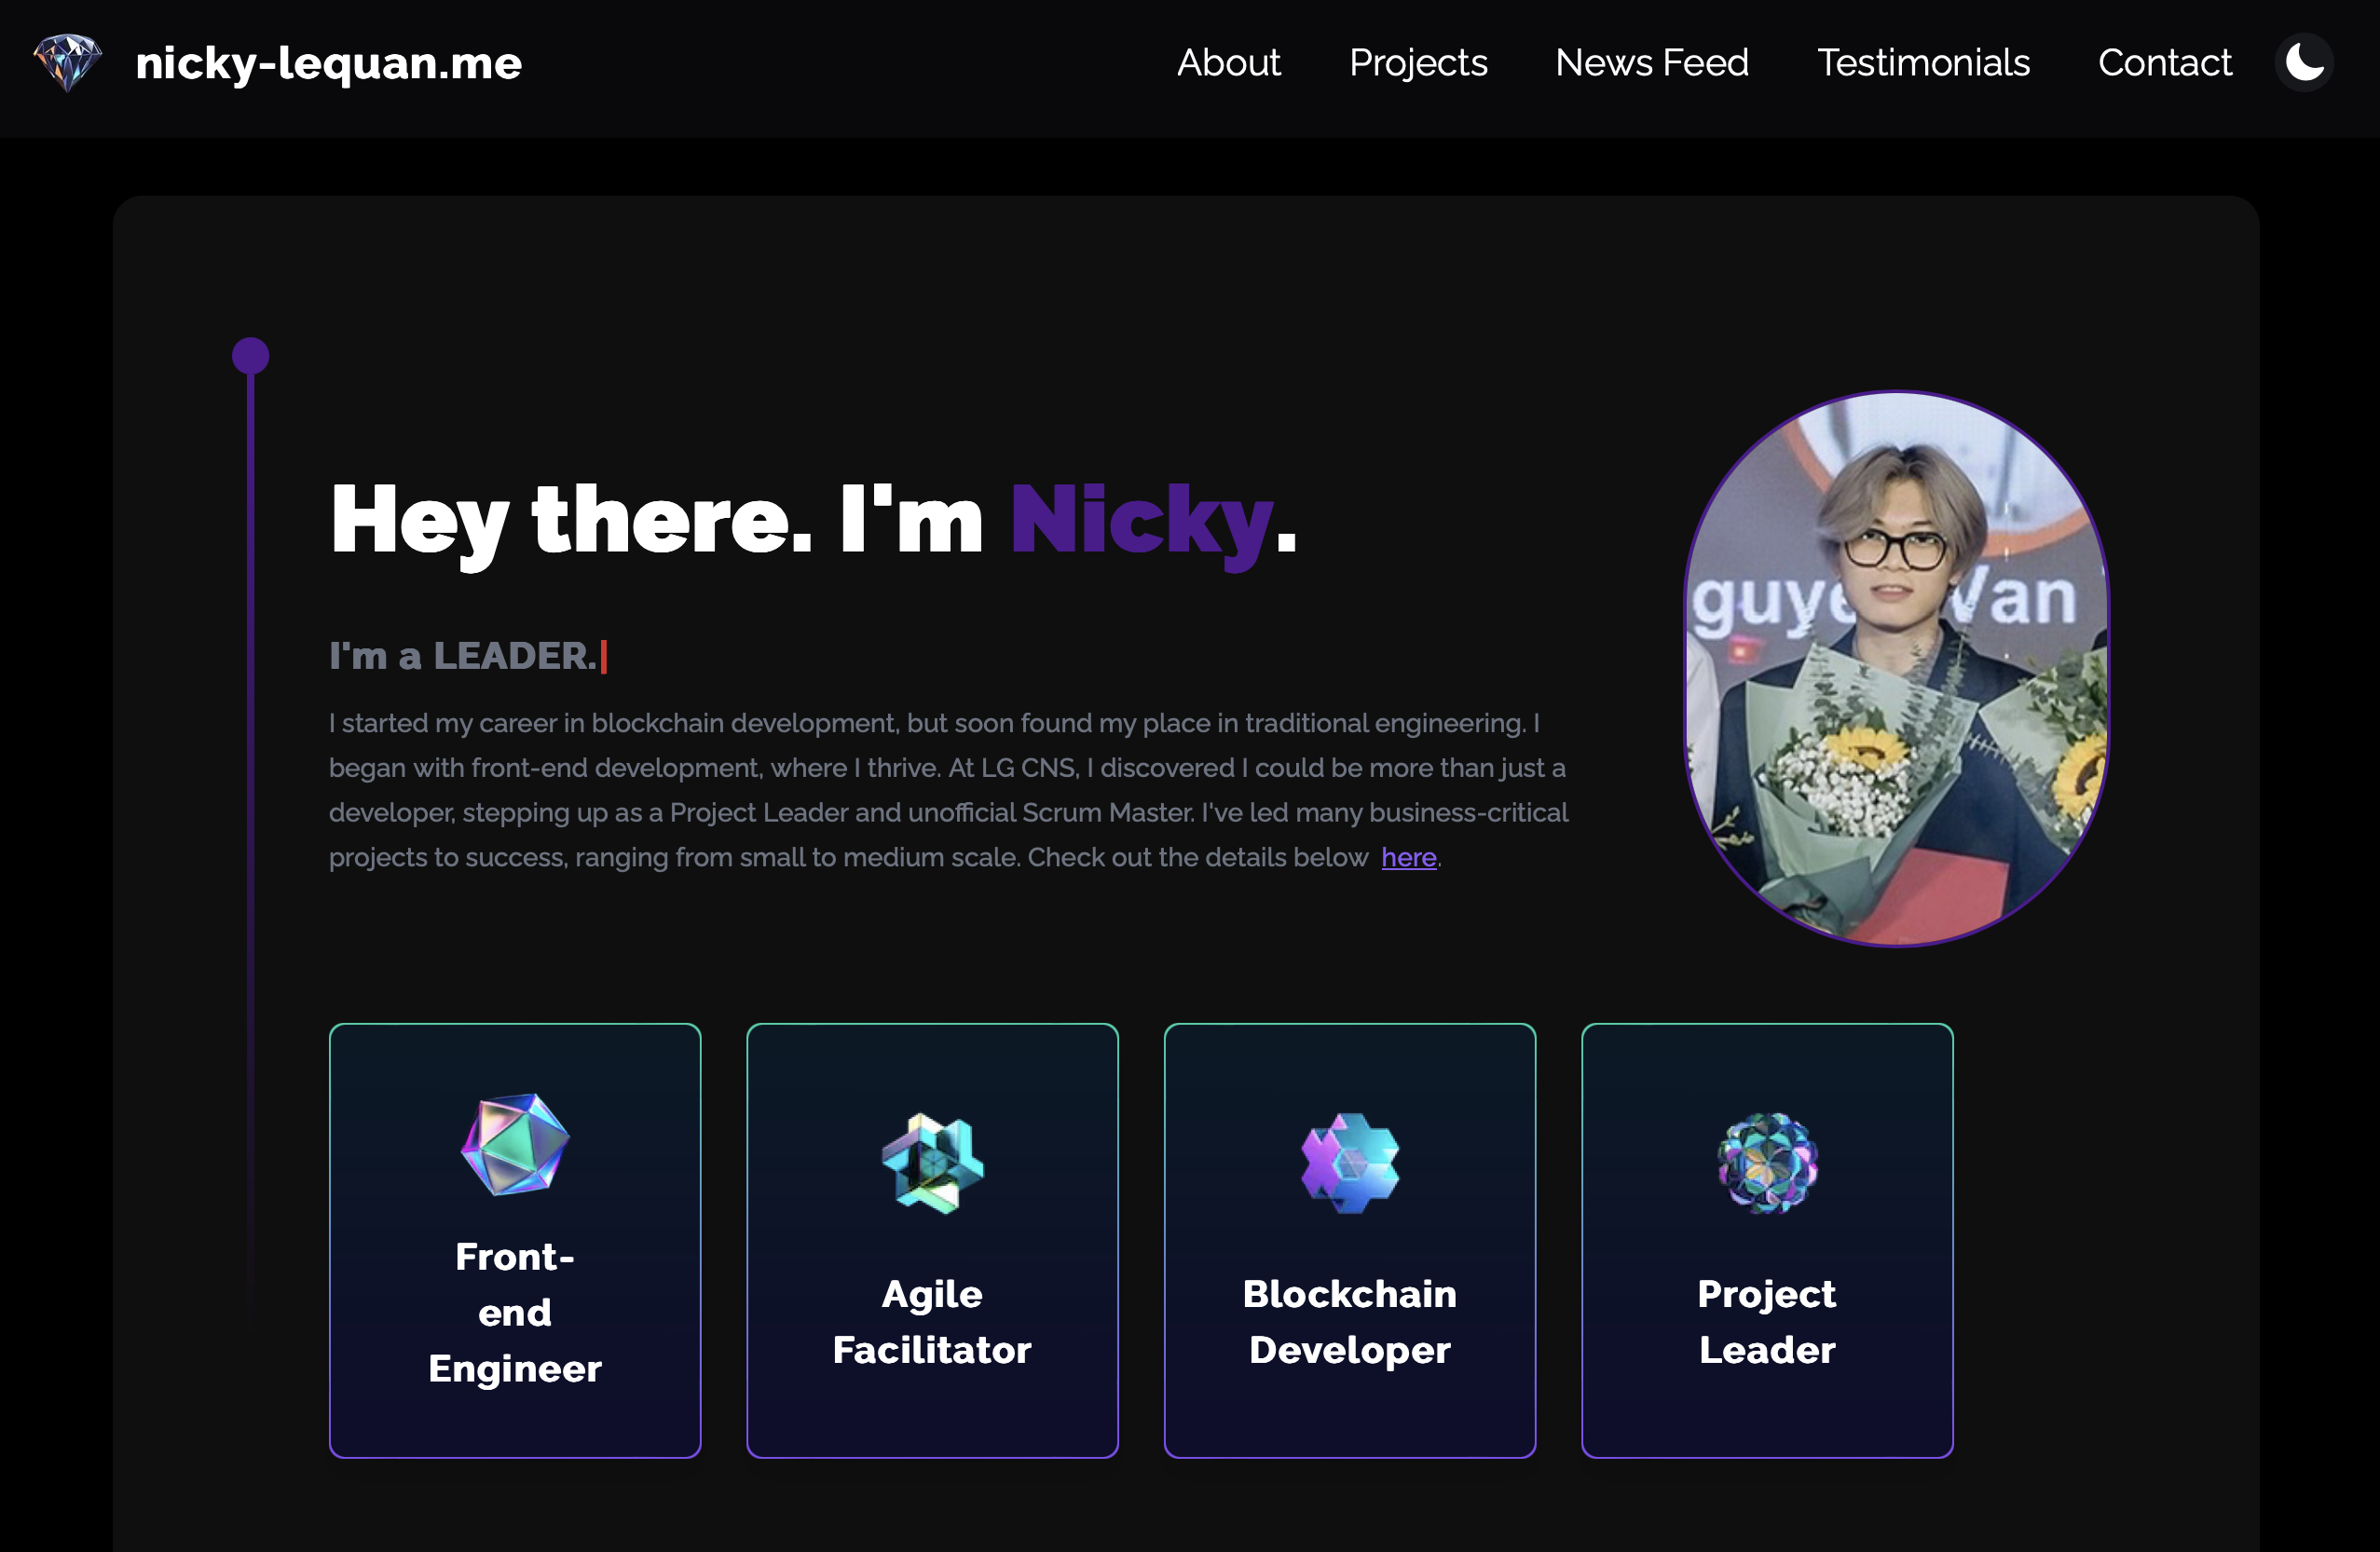 nicky-lequan.me
About Projects News Feed Testimonials Contact
Hey there. I'm Nicky.
I'm a LEADER.
I started my career in blockchain development, but soon found my place in traditional engineering. I
began with front-end development, where I thrive. At LG CNS, I discovered I could be more than just a
developer, stepping up as a Project Leader and unofficial Scrum Master. I've led many business-critical
projects to success, ranging from small to medium scale. Check out the details below here.
guye Van
Front-
end
Engineer
Agile
Facilitator
Blockchain
Developer
Project
Leader